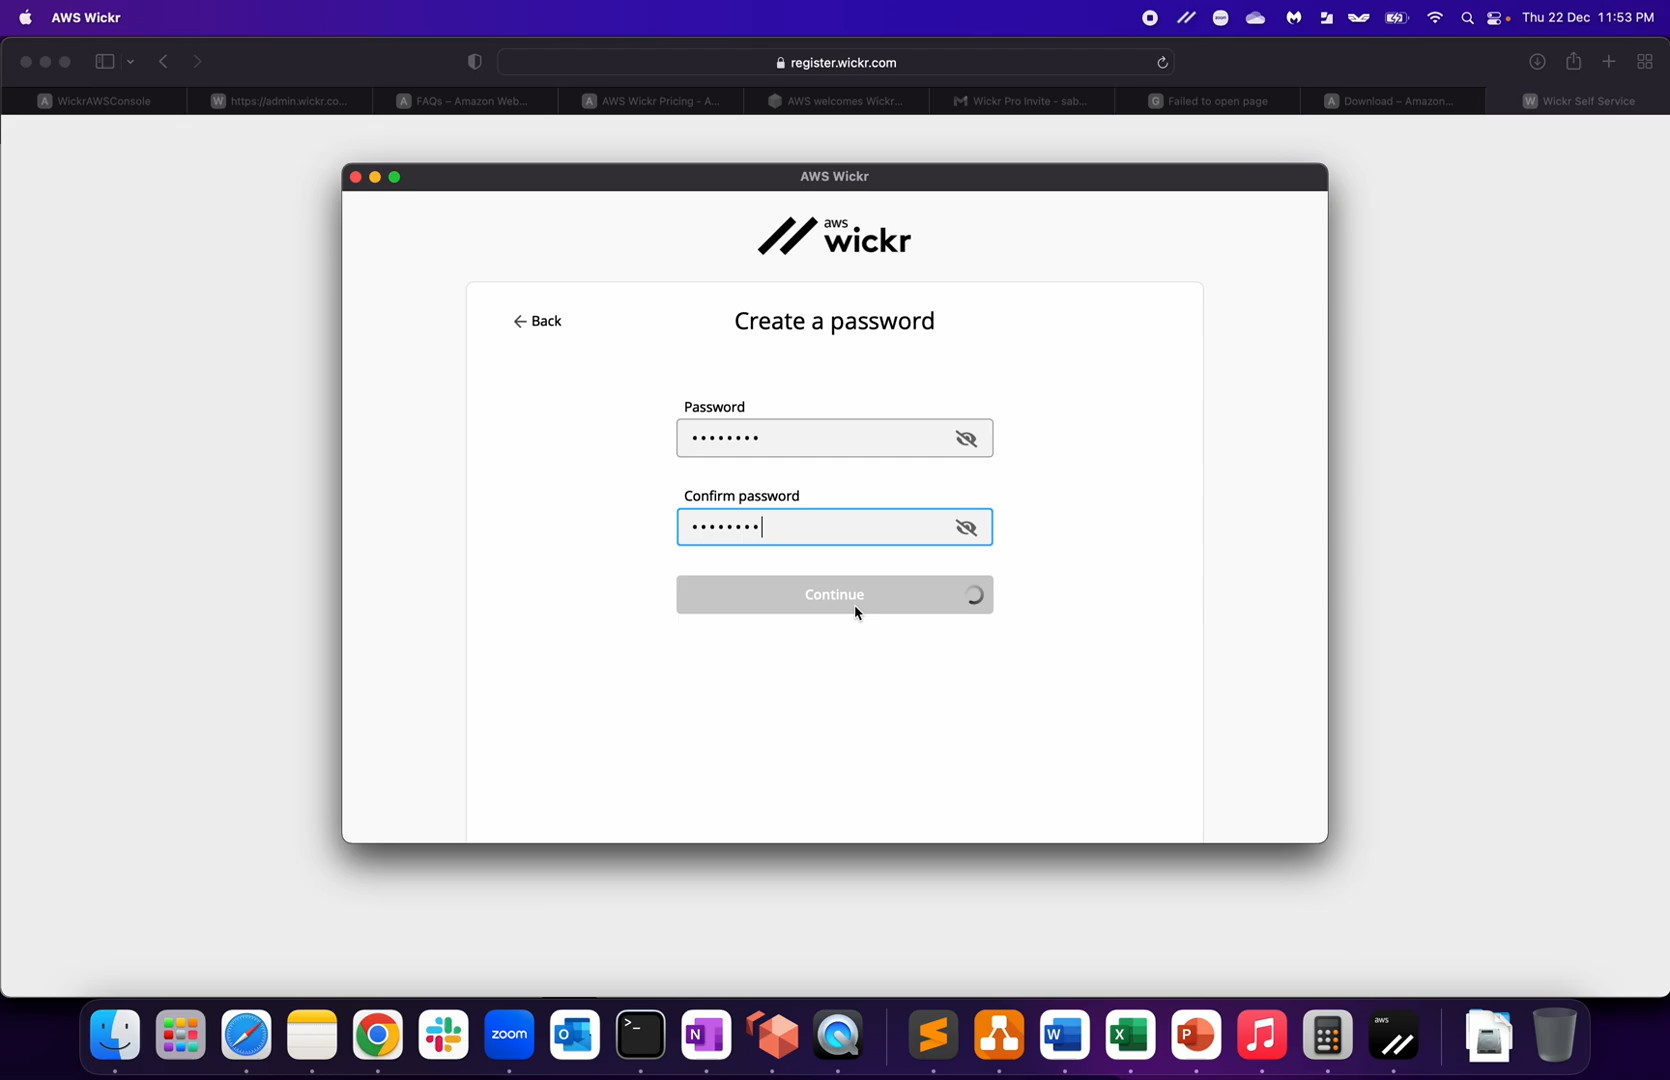 AWS Wickr
Thu 22 Dec 11:53 PM
register.wickr.com
A WickrAWSConsole
W https://admin.wickr.co...
A FAQs – Amazon Web...
A AWS Wickr Pricing - A...
AWS welcomes Wickr...
Wickr Pro Invite - sab...
G Failed to open page
A Download – Amazon...
W Wickr Self Service
AWS Wickr
aws
wickr
← Back
Create a password
Password
Confirm password
Continue
zoom
aws